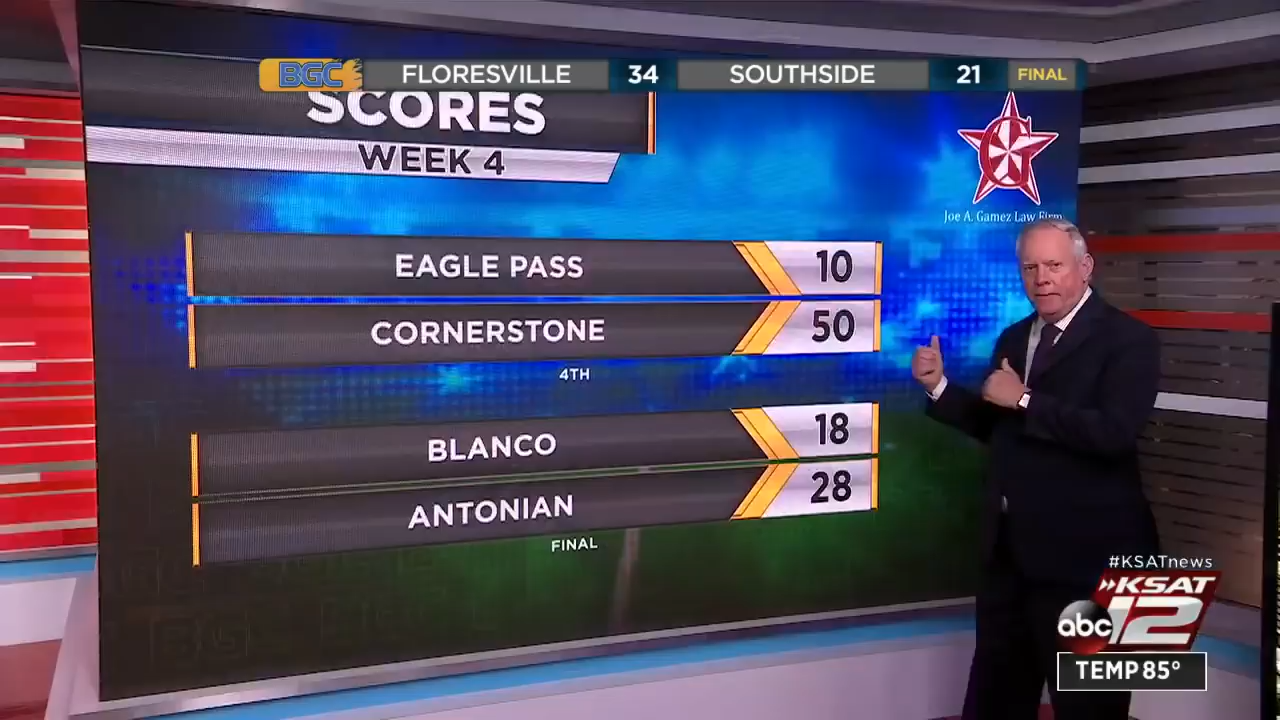 BGC FLORESVILLE 34 SOUTHSIDE 21 FINAL
SCORES
WEEK 4
G
Joe A. Gamez Law Firm
EAGLE PASS 10
CORNERSTONE 50
4TH
BLANCO 18
ANTONIAN 28
FINAL
#KSATnews
KSAT
abc 12
TEMP 85°